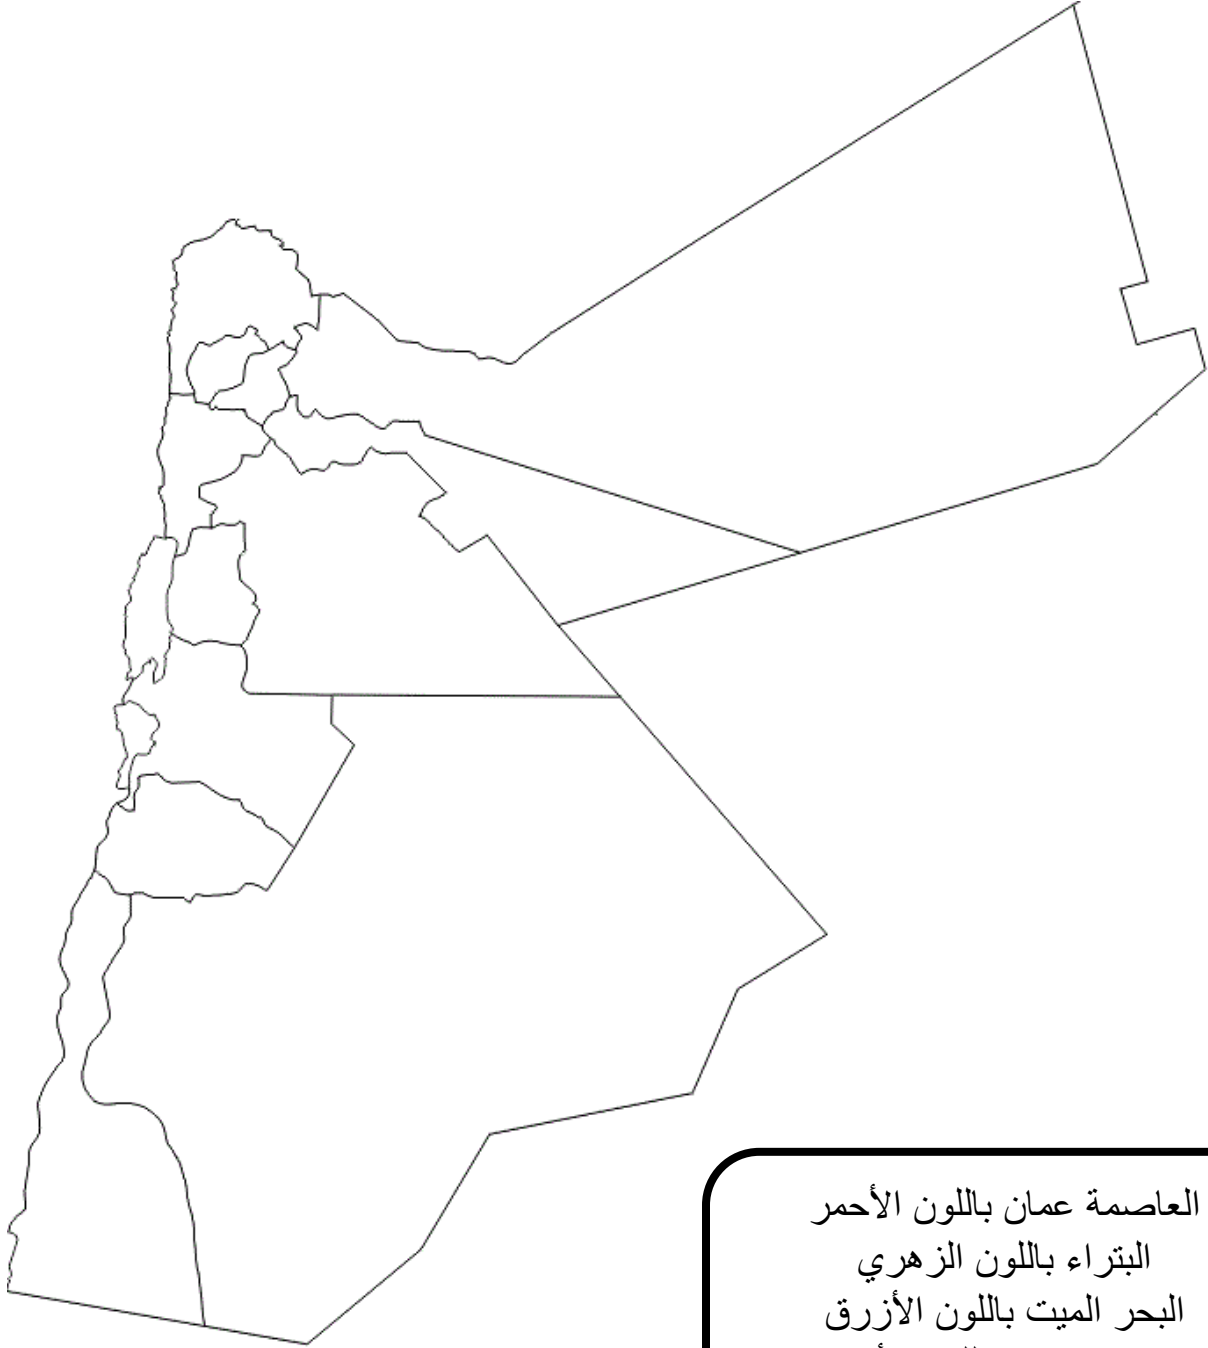 العاصمة عمان باللون الأحمر
البتراء باللون الزهري
البحر الميت باللون الأزرق